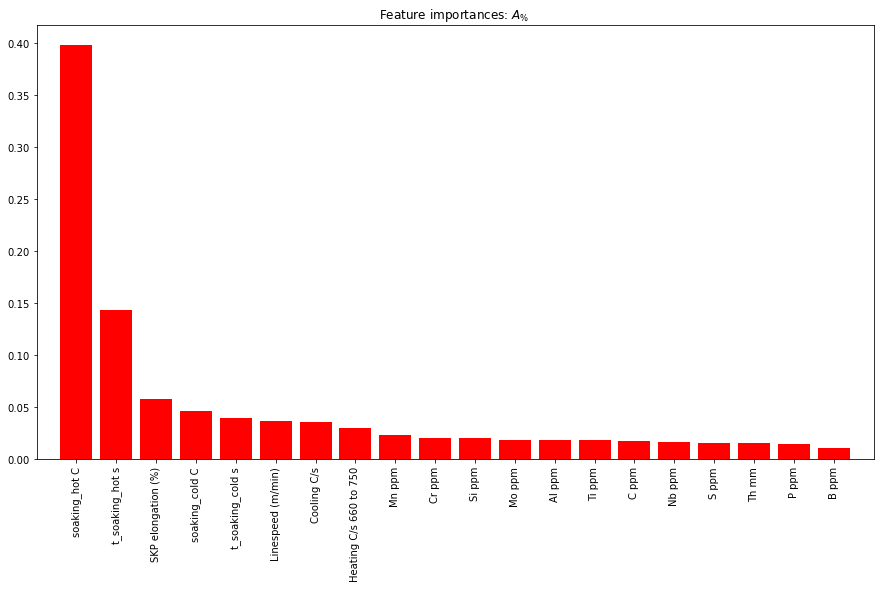 Feature importances: A%
0.40
0.35
0.30
0.25
0.20
0.15
0.10
0.05
0.00
soaking_hot C
t_soaking_hot s
SKP elongation (%)
soaking_cold C
t_soaking_cold s
Linespeed (m/min)
Cooling C/s
Heating C/s 660 to 750
Mn ppm
Cr ppm
Si ppm
Mo ppm
Al ppm
Ti ppm
C ppm
Nb ppm
S ppm
Th mm
P ppm
B ppm